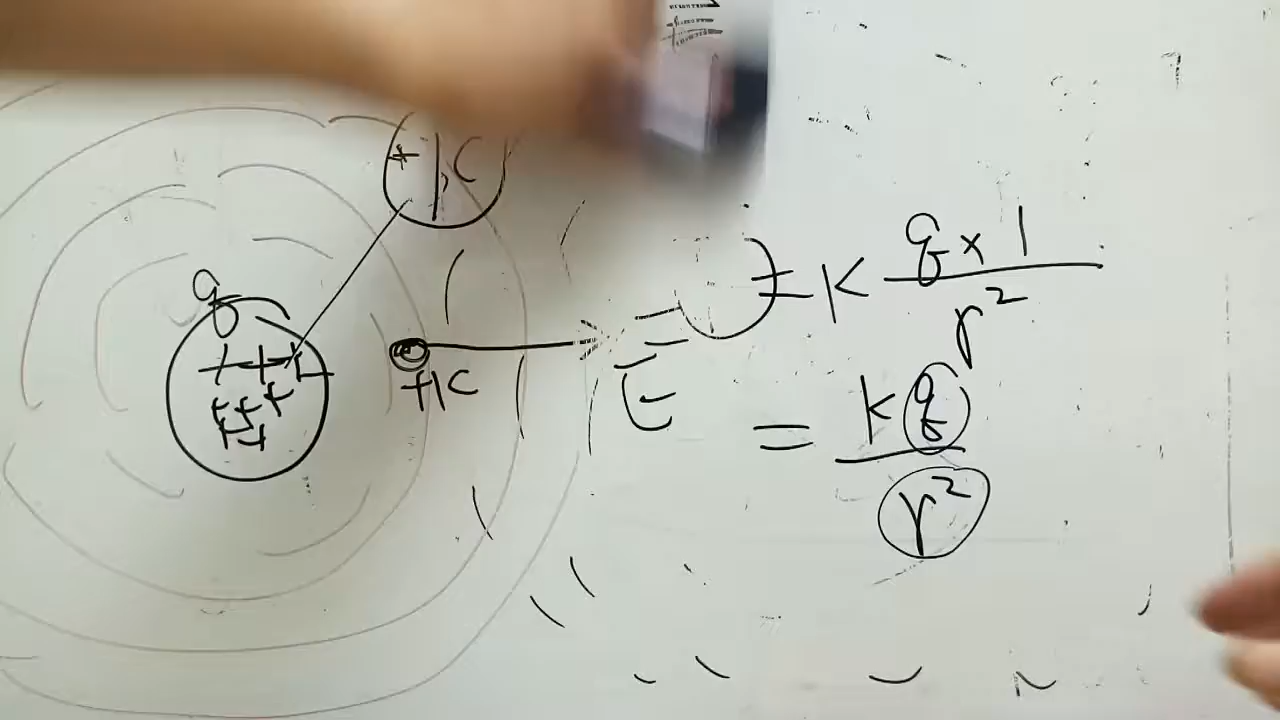 +1C
q
+ + +
+ + +
+ +
+1C
E
= K q × 1 / r²
= K q / r²